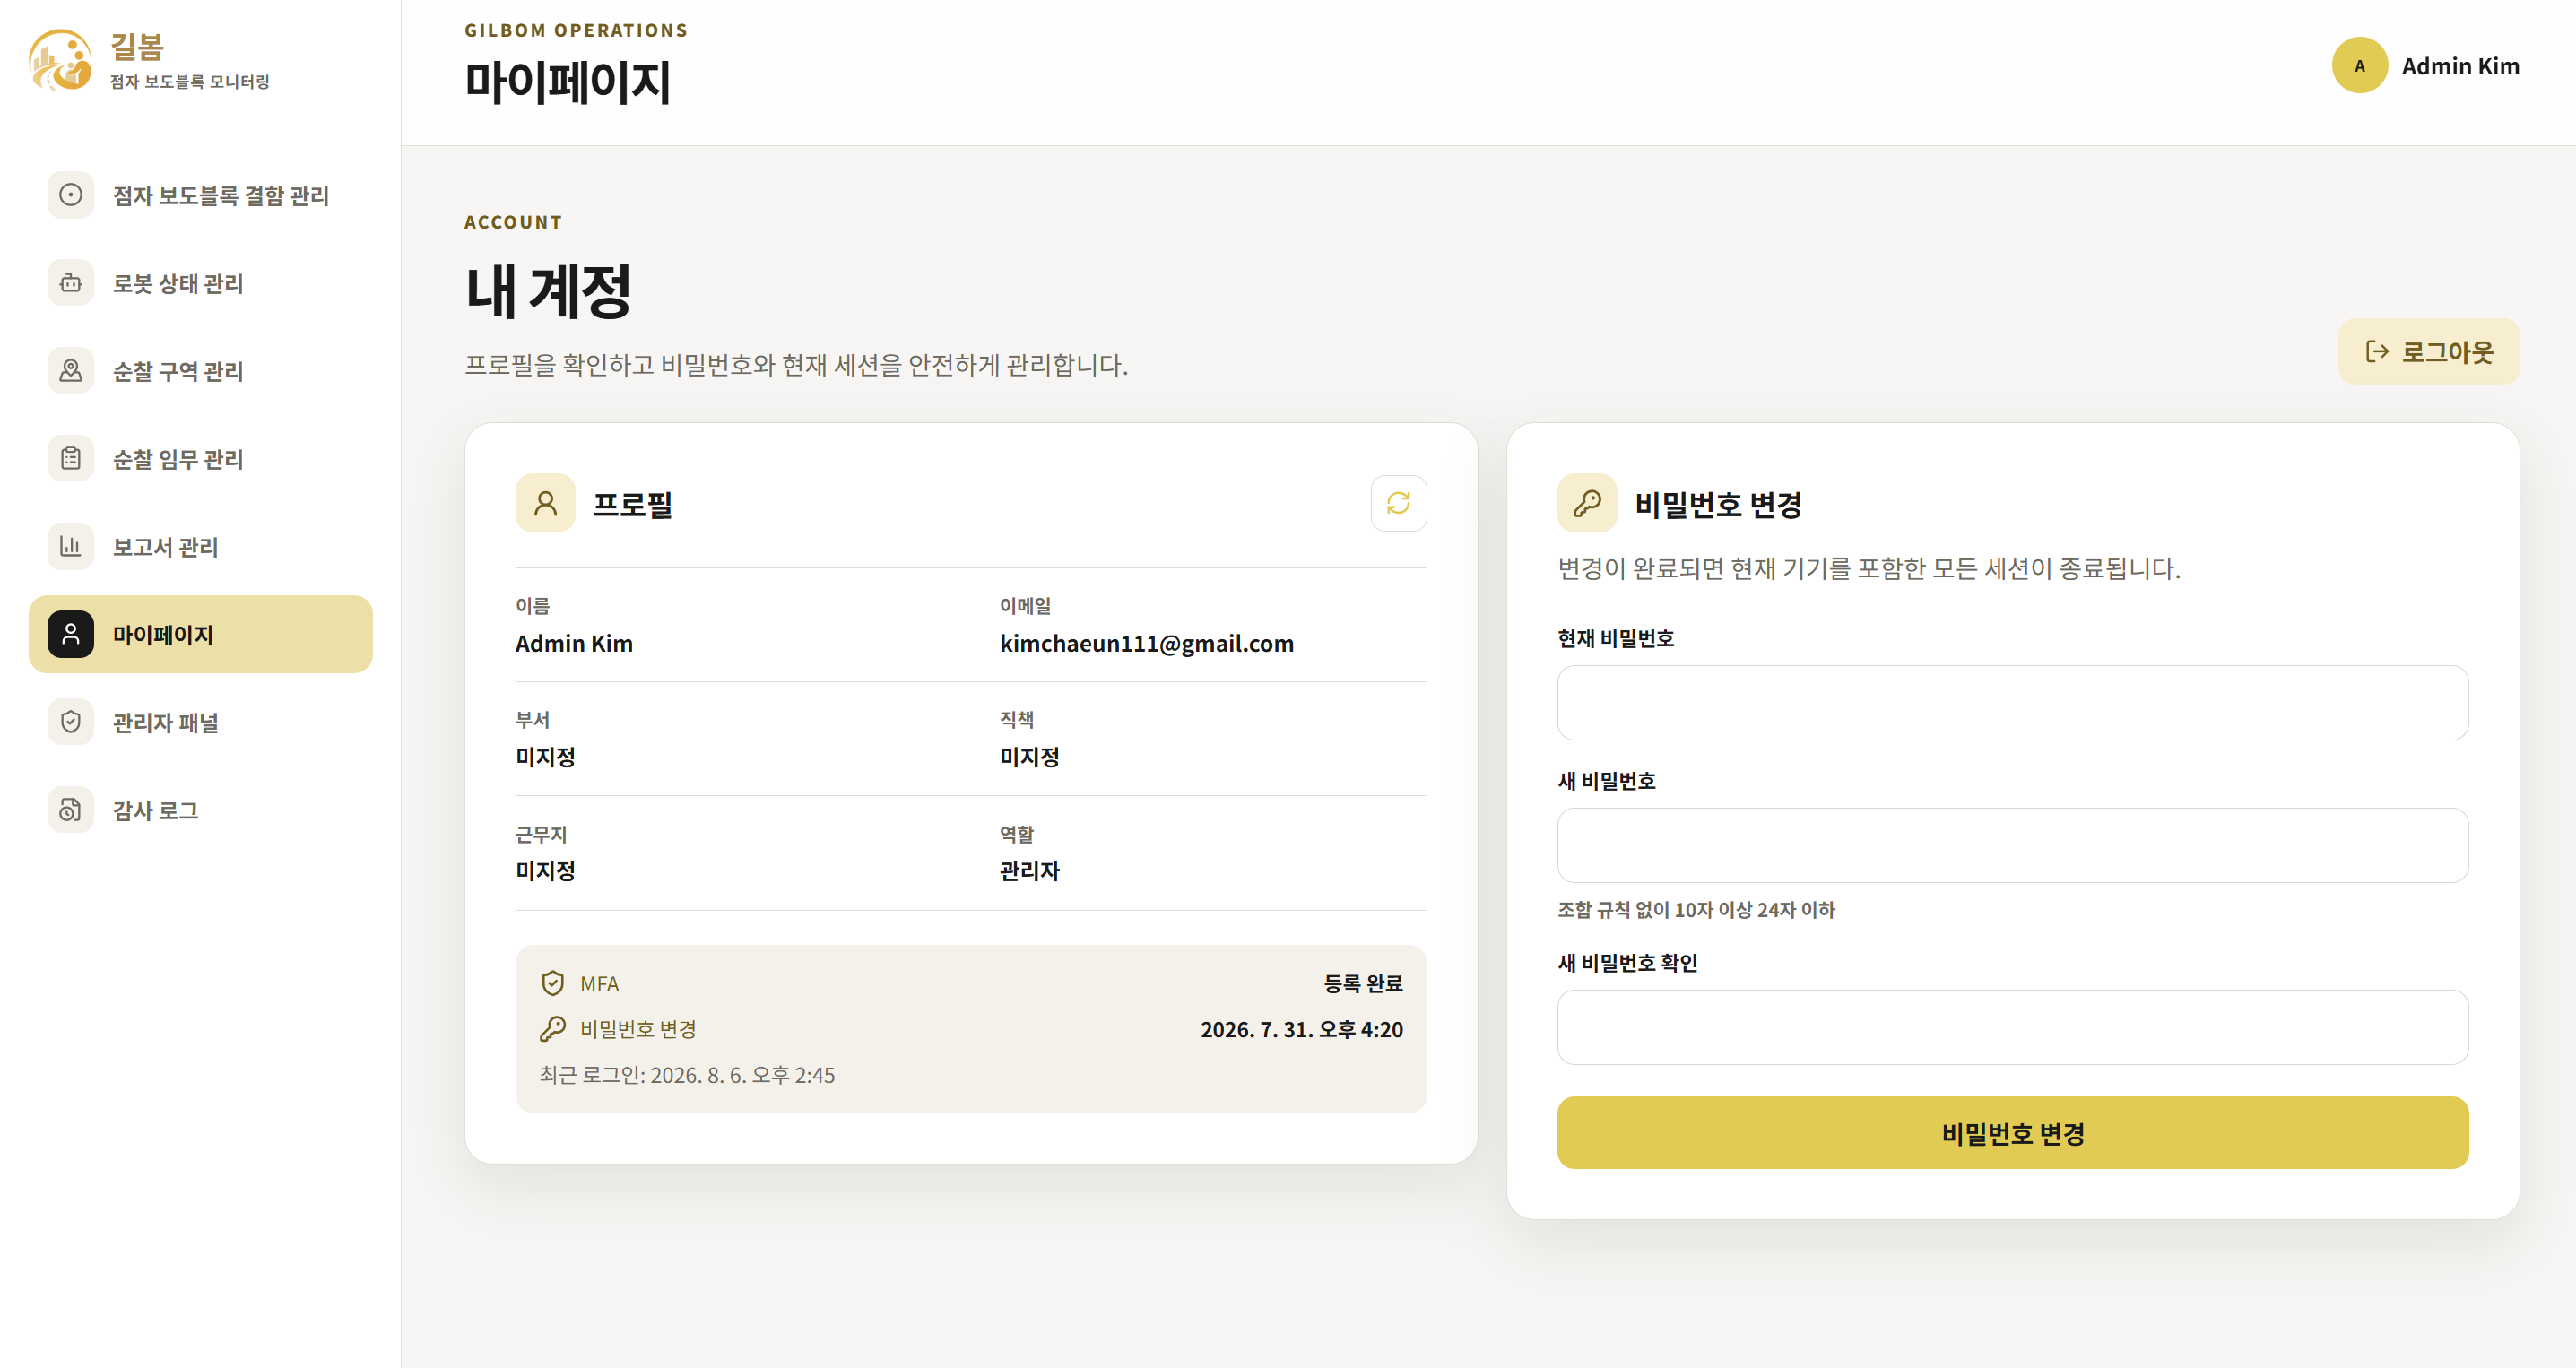 길봄
점자 보도블록 모니터링
점자 보도블록 결함 관리
로봇 상태 관리
순찰 구역 관리
순찰 임무 관리
보고서 관리
마이페이지
관리자 패널
감사 로그
GILBOM OPERATIONS
마이페이지
A
Admin Kim
ACCOUNT
내 계정
프로필을 확인하고 비밀번호와 현재 세션을 안전하게 관리합니다.
로그아웃
프로필
이름
Admin Kim
이메일
kimchaeun111@gmail.com
부서
미지정
직책
미지정
근무지
미지정
역할
관리자
MFA
등록 완료
비밀번호 변경
2026. 7. 31. 오후 4:20
최근 로그인: 2026. 8. 6. 오후 2:45
비밀번호 변경
변경이 완료되면 현재 기기를 포함한 모든 세션이 종료됩니다.
현재 비밀번호
새 비밀번호
조합 규칙 없이 10자 이상 24자 이하
새 비밀번호 확인
비밀번호 변경